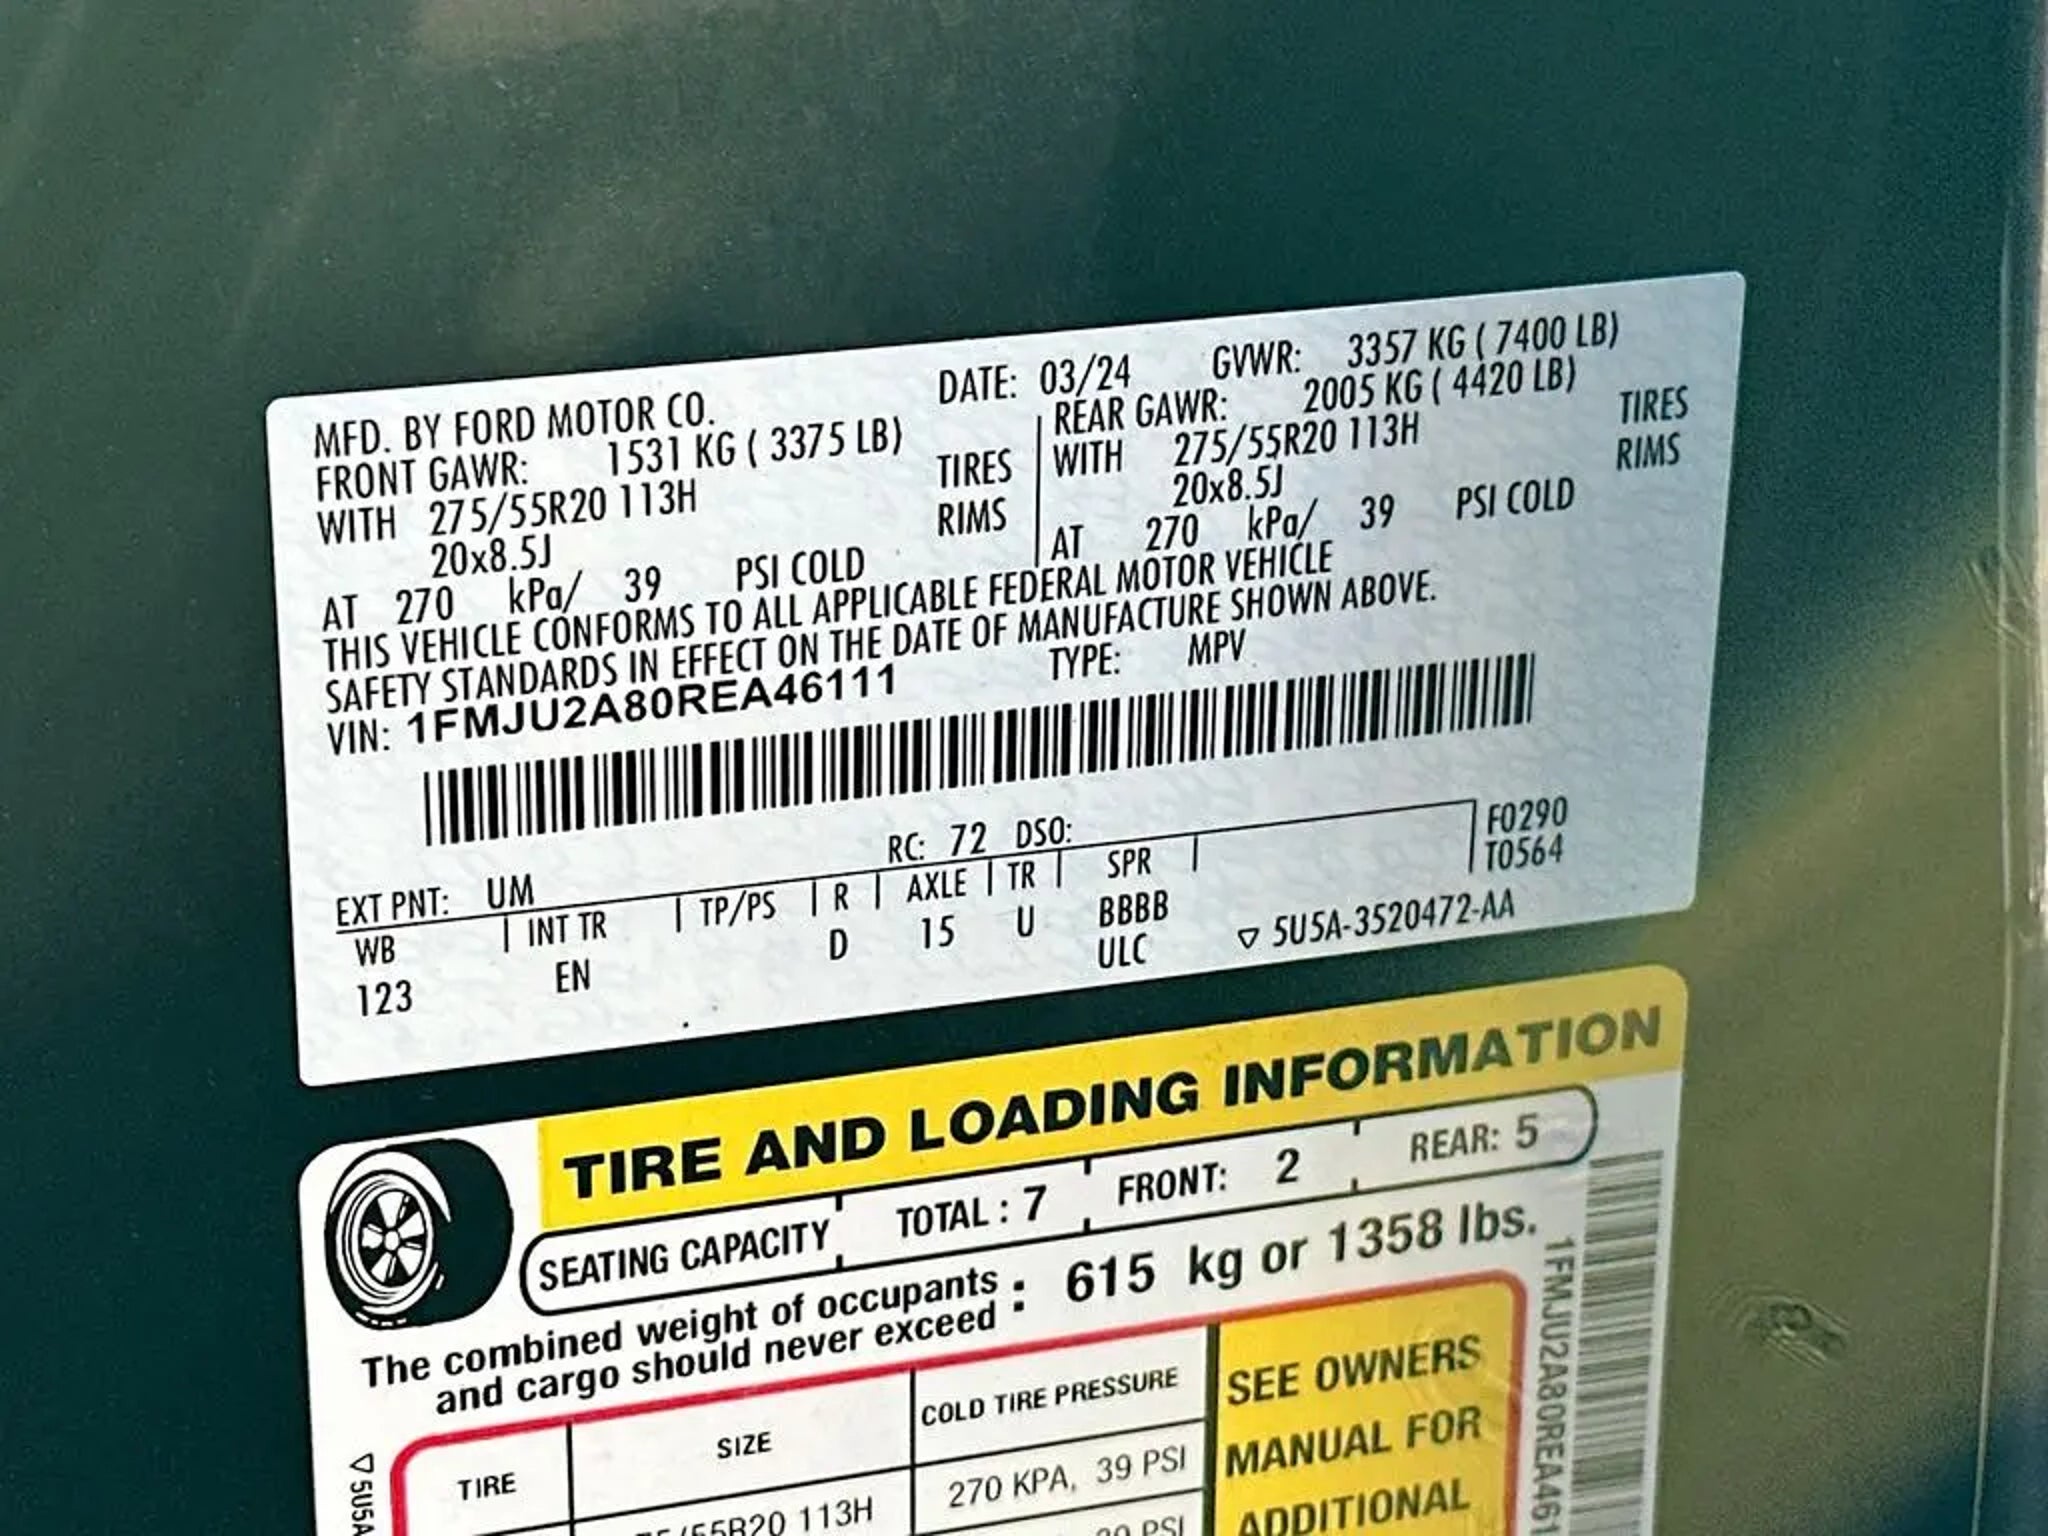 MFD. BY FORD MOTOR CO.
DATE: 03/24 GVWR: 3357 KG ( 7400 LB)
FRONT GAWR: 1531 KG ( 3375 LB)
WITH 275/55R20 113H TIRES
20x8.5J RIMS
AT 270 kPa/ 39 PSI COLD
REAR GAWR: 2005 KG ( 4420 LB)
WITH 275/55R20 113H TIRES
20x8.5J RIMS
AT 270 kPa/ 39 PSI COLD
THIS VEHICLE CONFORMS TO ALL APPLICABLE FEDERAL MOTOR VEHICLE
SAFETY STANDARDS IN EFFECT ON THE DATE OF MANUFACTURE SHOWN ABOVE.
VIN: 1FMJU2A80REA46111 TYPE: MPV
F0290
T0564
EXT PNT: UM RC: 72 DSO:
WB INT TR TP/PS R AXLE TR SPR
123 EN D 15 U BBBB
ULC
▽ 5U5A-3520472-AA
TIRE AND LOADING INFORMATION
SEATING CAPACITY TOTAL : 7 FRONT: 2 REAR: 5
The combined weight of occupants
and cargo should never exceed : 615 kg or 1358 lbs.
TIRE SIZE COLD TIRE PRESSURE
113H 270 KPA, 39 PSI
PSI
SEE OWNERS
MANUAL FOR
ADDITIONAL
1FMJU2A80REA461
▽5U5A